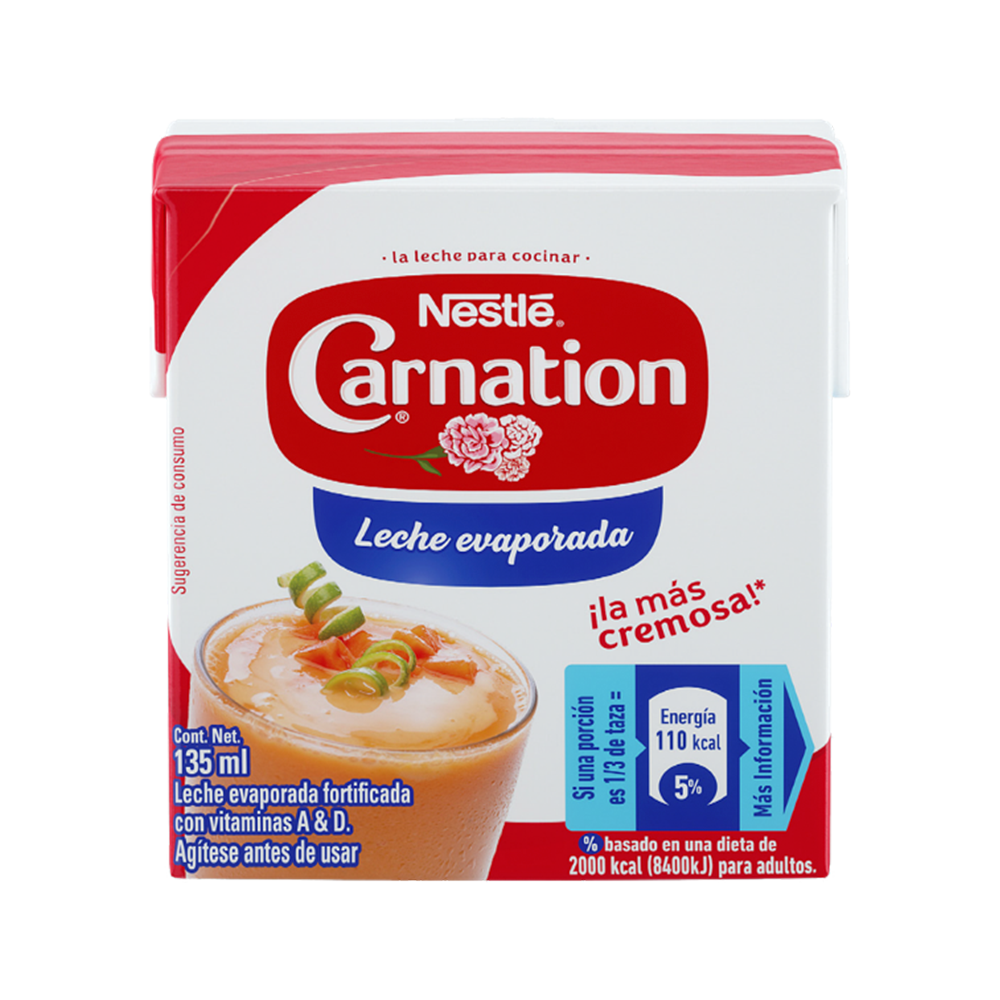 · la leche para cocinar ·
Nestlé®
Carnation®
Leche evaporada
¡la más
cremosa!*
Sugerencia de consumo
Cont. Net.
135 ml
Leche evaporada fortificada
con vitaminas A & D.
Agítese antes de usar
Si una porción
es 1/3 de taza =
Energía
110 kcal
5%
Más Información
% basado en una dieta de
2000 kcal (8400kJ) para adultos.